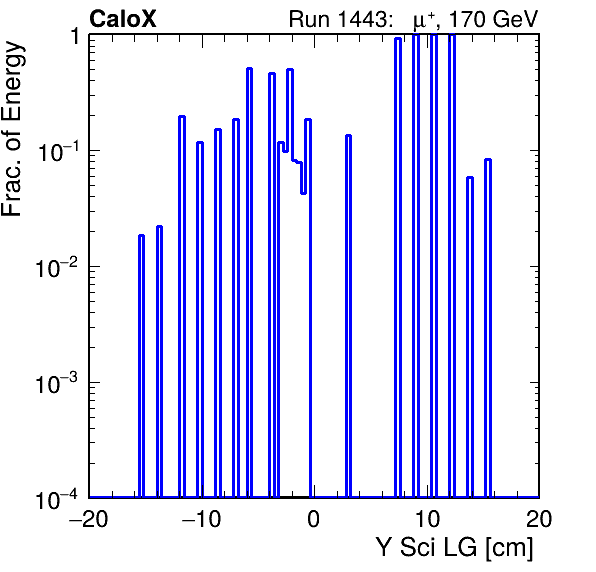 CaloX Run 1443: μ⁺, 170 GeV
Frac. of Energy
1
10⁻¹
10⁻²
10⁻³
10⁻⁴
−20 −10 0 10 20
Y Sci LG [cm]